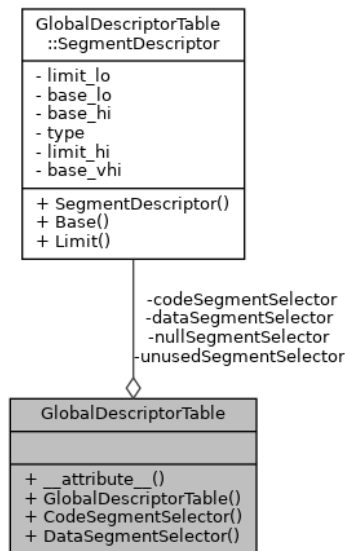 GlobalDescriptorTable
::SegmentDescriptor
- limit_lo
- base_lo
- base_hi
- type
- limit_hi
- base_vhi
+ SegmentDescriptor()
+ Base()
+ Limit()
-codeSegmentSelector
-dataSegmentSelector
-nullSegmentSelector
-unusedSegmentSelector
GlobalDescriptorTable
+ __attribute__()
+ GlobalDescriptorTable()
+ CodeSegmentSelector()
+ DataSegmentSelector()